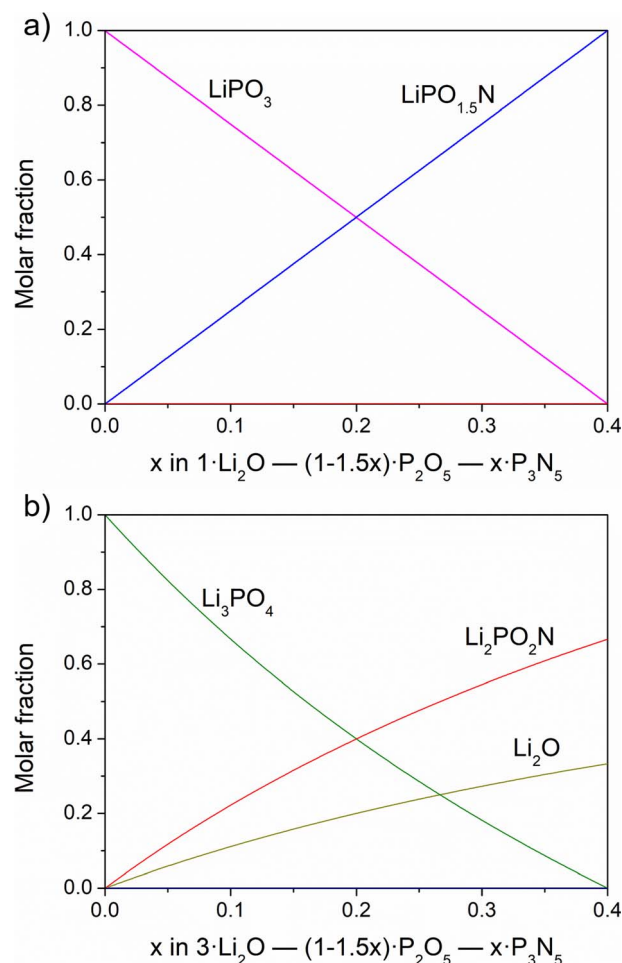 a)
1.0
LiPO₃
LiPO₁.₅N
0.8
0.6
0.4
0.2
0.0
Molar fraction
0.0 0.1 0.2 0.3 0.4
x in 1·Li₂O — (1-1.5x)·P₂O₅ — x·P₃N₅
b)
1.0
0.8
Li₃PO₄
Li₂PO₂N
0.6
0.4
Li₂O
0.2
0.0
Molar fraction
0.0 0.1 0.2 0.3 0.4
x in 3·Li₂O — (1-1.5x)·P₂O₅ — x·P₃N₅